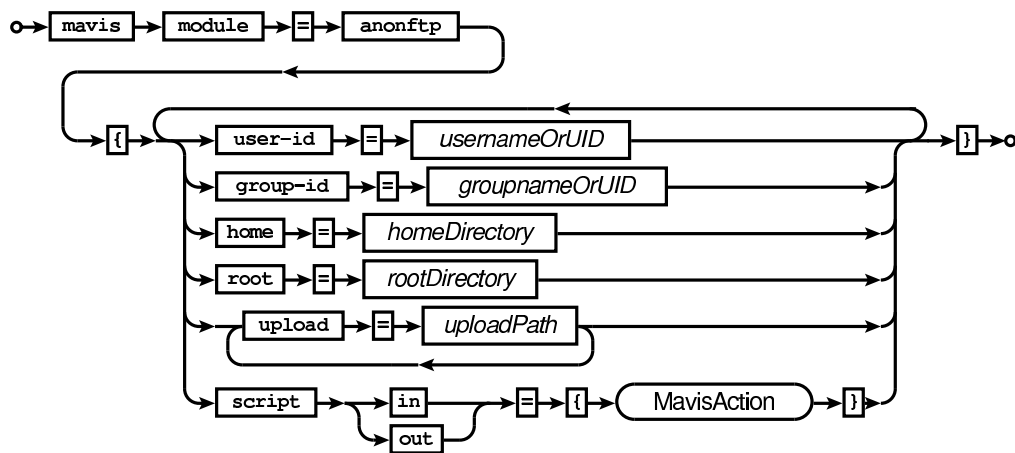 mavis module = anonftp
{ user-id = usernameOrUID }
group-id = groupnameOrUID
home = homeDirectory
root = rootDirectory
upload = uploadPath
script in = { MavisAction }
out